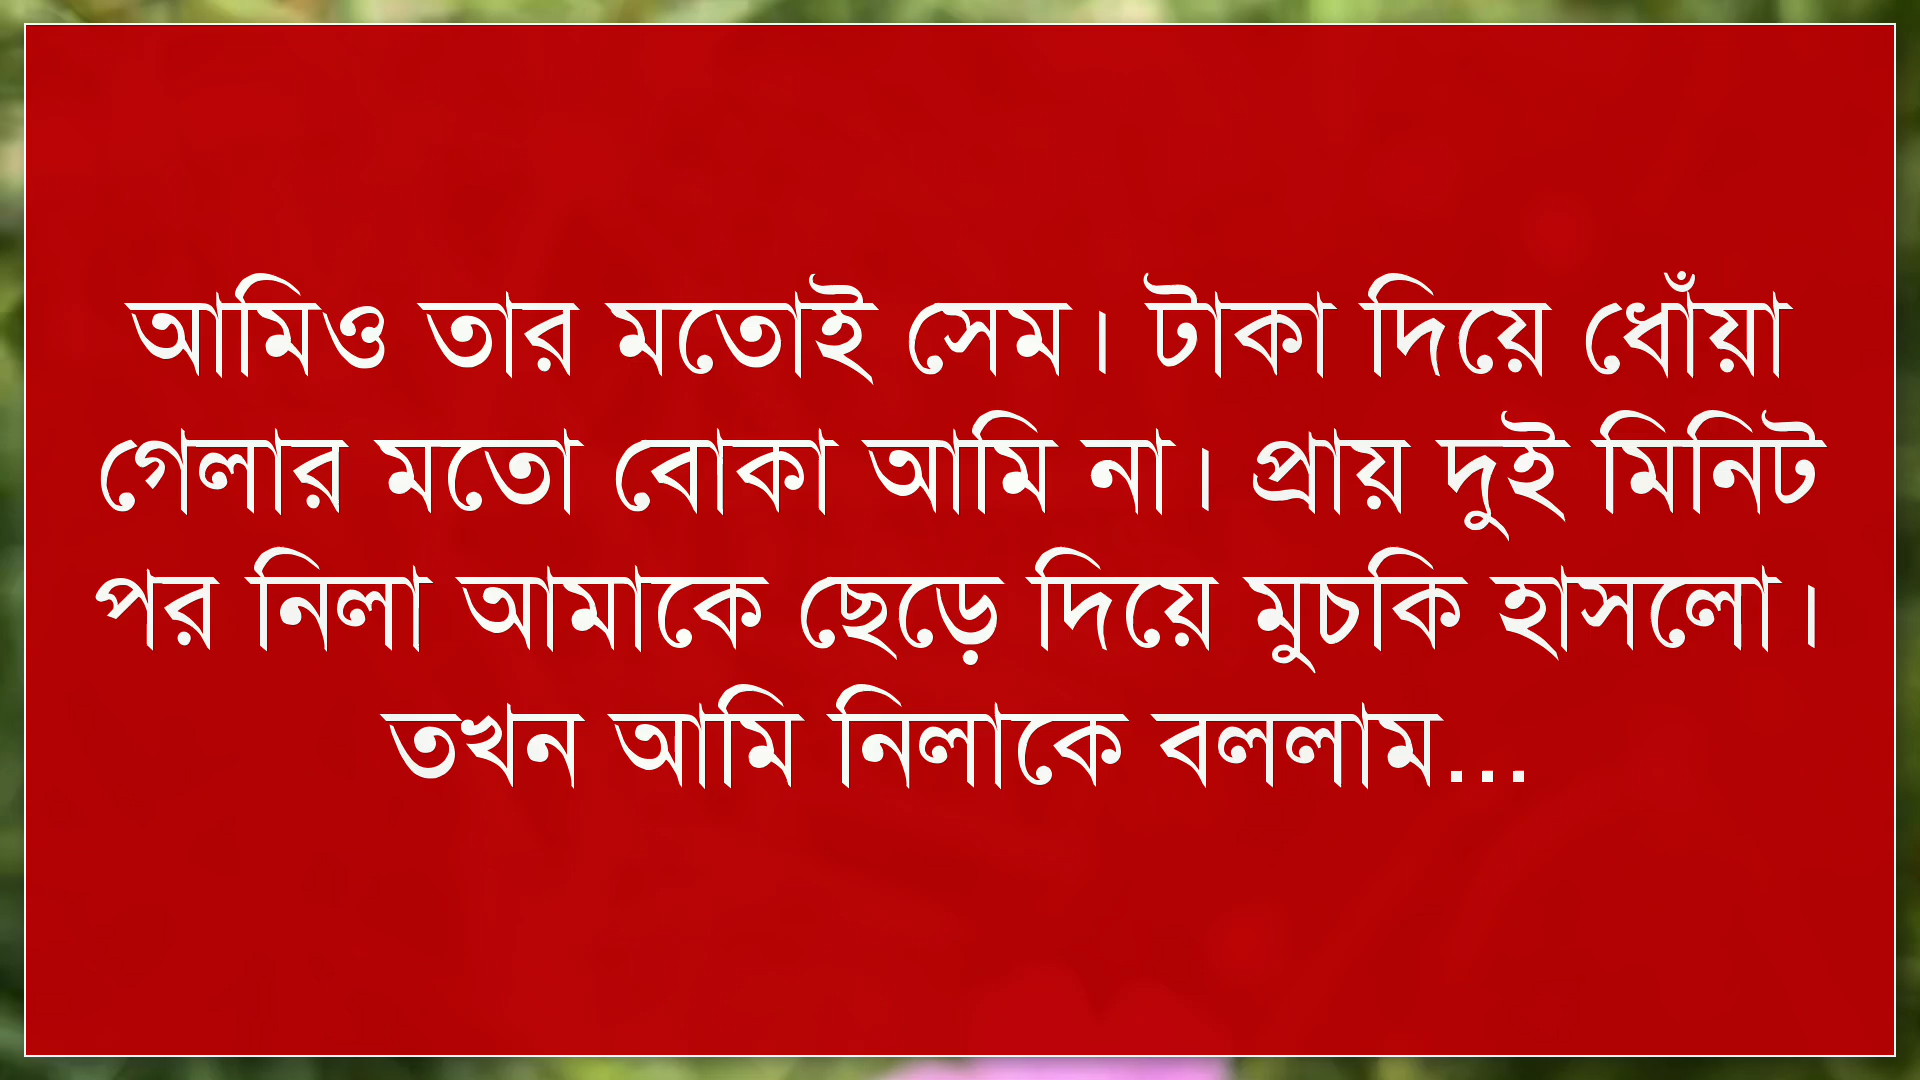 আমিও তার মতোই সেম। টাকা দিয়ে ধোঁয়া
গেলার মতো বোকা আমি না। প্রায় দুই মিনিট
পর নিলা আমাকে ছেড়ে দিয়ে মুচকি হাসলো।
তখন আমি নিলাকে বললাম...